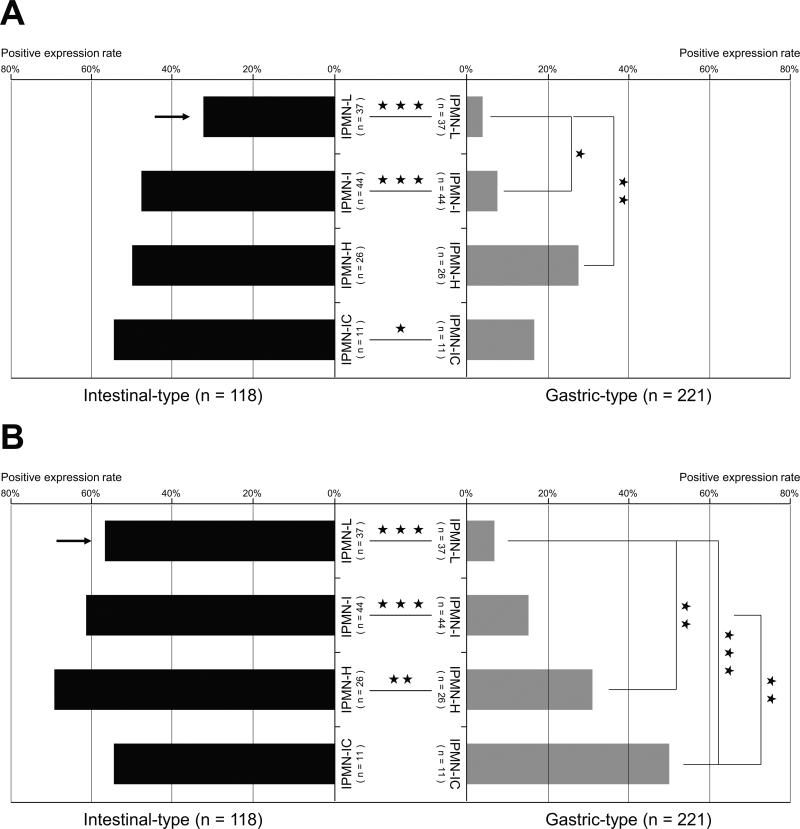 A
Positive expression rate Positive expression rate
80% 60% 40% 20% 0% 0% 20% 40% 60% 80%
IPMN-L
( n = 37 )
★ ★ ★
IPMN-L
( n = 37 )
★
IPMN-I
( n = 44 )
★ ★ ★
IPMN-I
( n = 44 )
★★
IPMN-H
( n = 26 )
IPMN-H
( n = 26 )
IPMN-IC
( n = 11 )
★
IPMN-IC
( n = 11 )
Intestinal-type (n = 118) Gastric-type (n = 221)
B
Positive expression rate Positive expression rate
80% 60% 40% 20% 0% 0% 20% 40% 60% 80%
IPMN-L
( n = 37 )
★ ★ ★
IPMN-L
( n = 37 )
IPMN-I
( n = 44 )
★ ★ ★
IPMN-I
( n = 44 )
★★
★★★
IPMN-H
( n = 26 )
★★
IPMN-H
( n = 26 )
★★
IPMN-IC
( n = 11 )
IPMN-IC
( n = 11 )
Intestinal-type (n = 118) Gastric-type (n = 221)